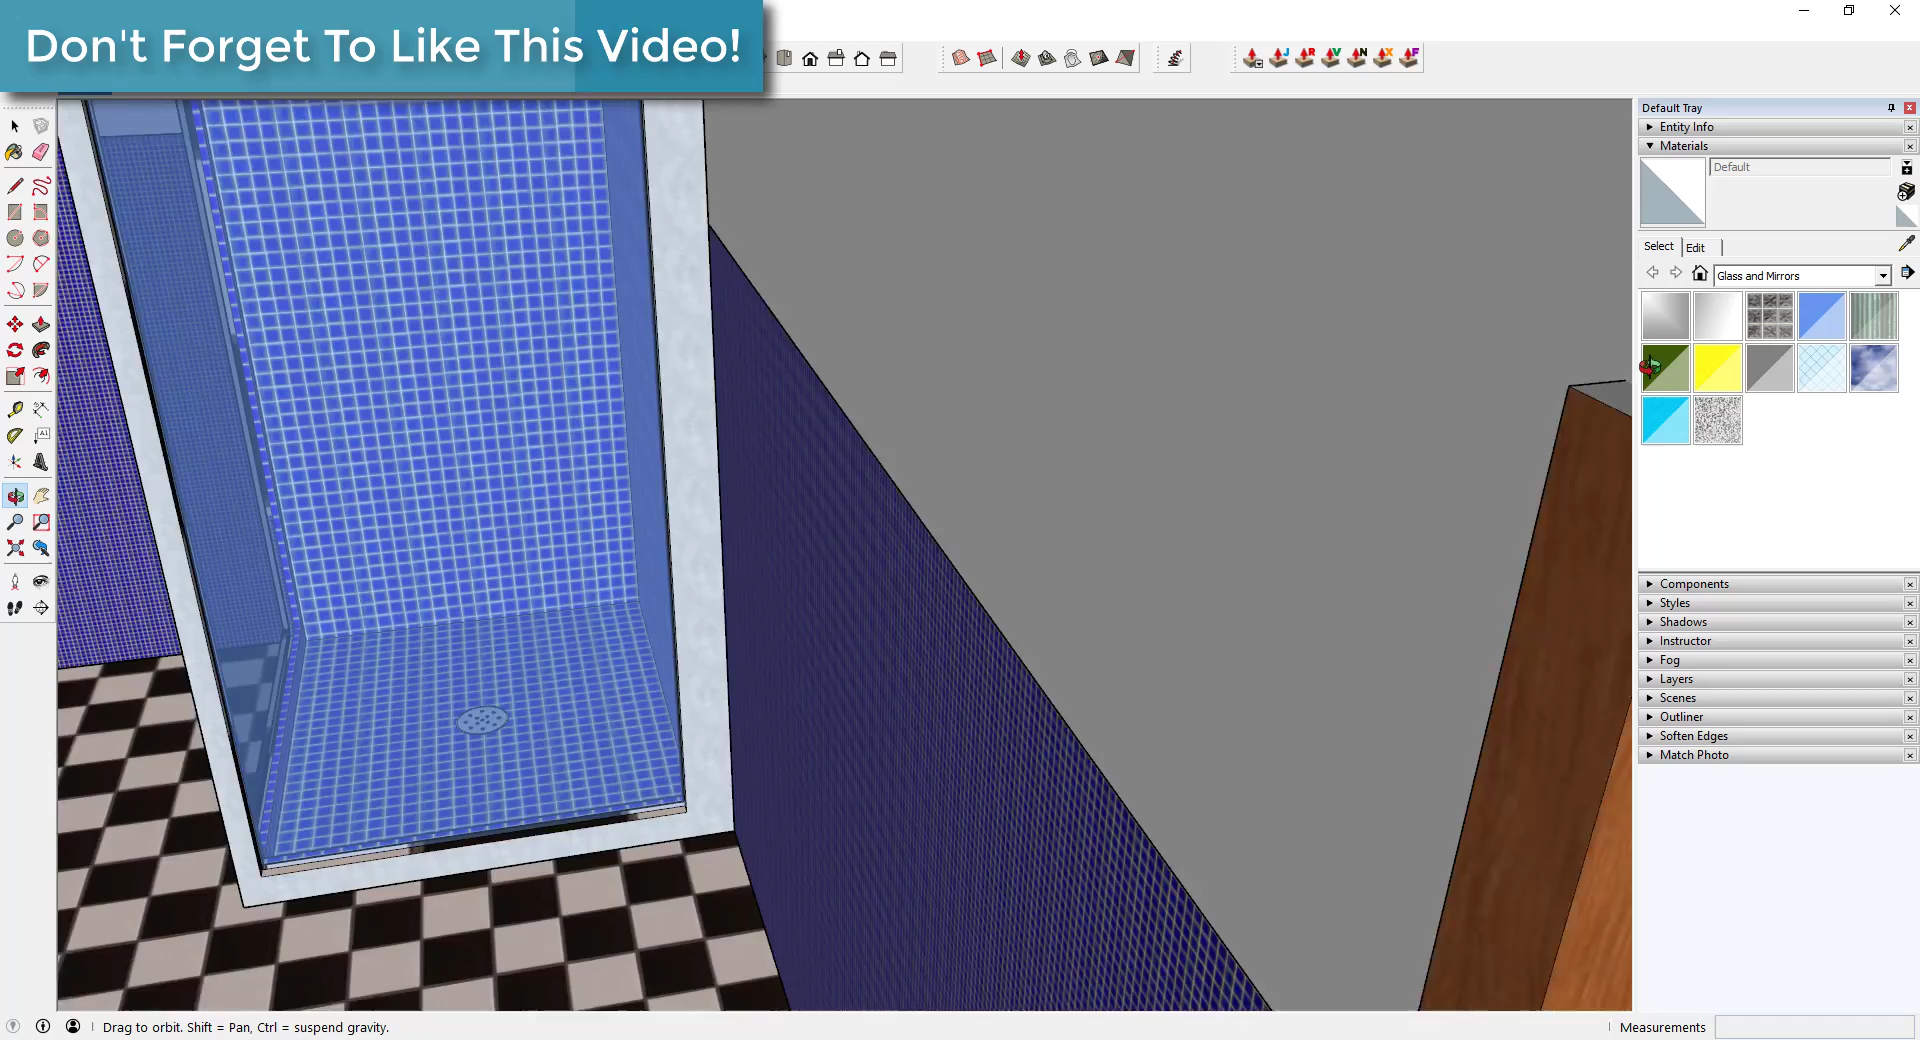 Don't Forget To Like This Video!
J
R
V
N
X
F
Default Tray
Entity Info
Materials
Default
Select
Edit
Glass and Mirrors
A1
Components
Styles
Shadows
Instructor
Fog
Layers
Scenes
Outliner
Soften Edges
Match Photo
Drag to orbit. Shift = Pan, Ctrl = suspend gravity.
Measurements